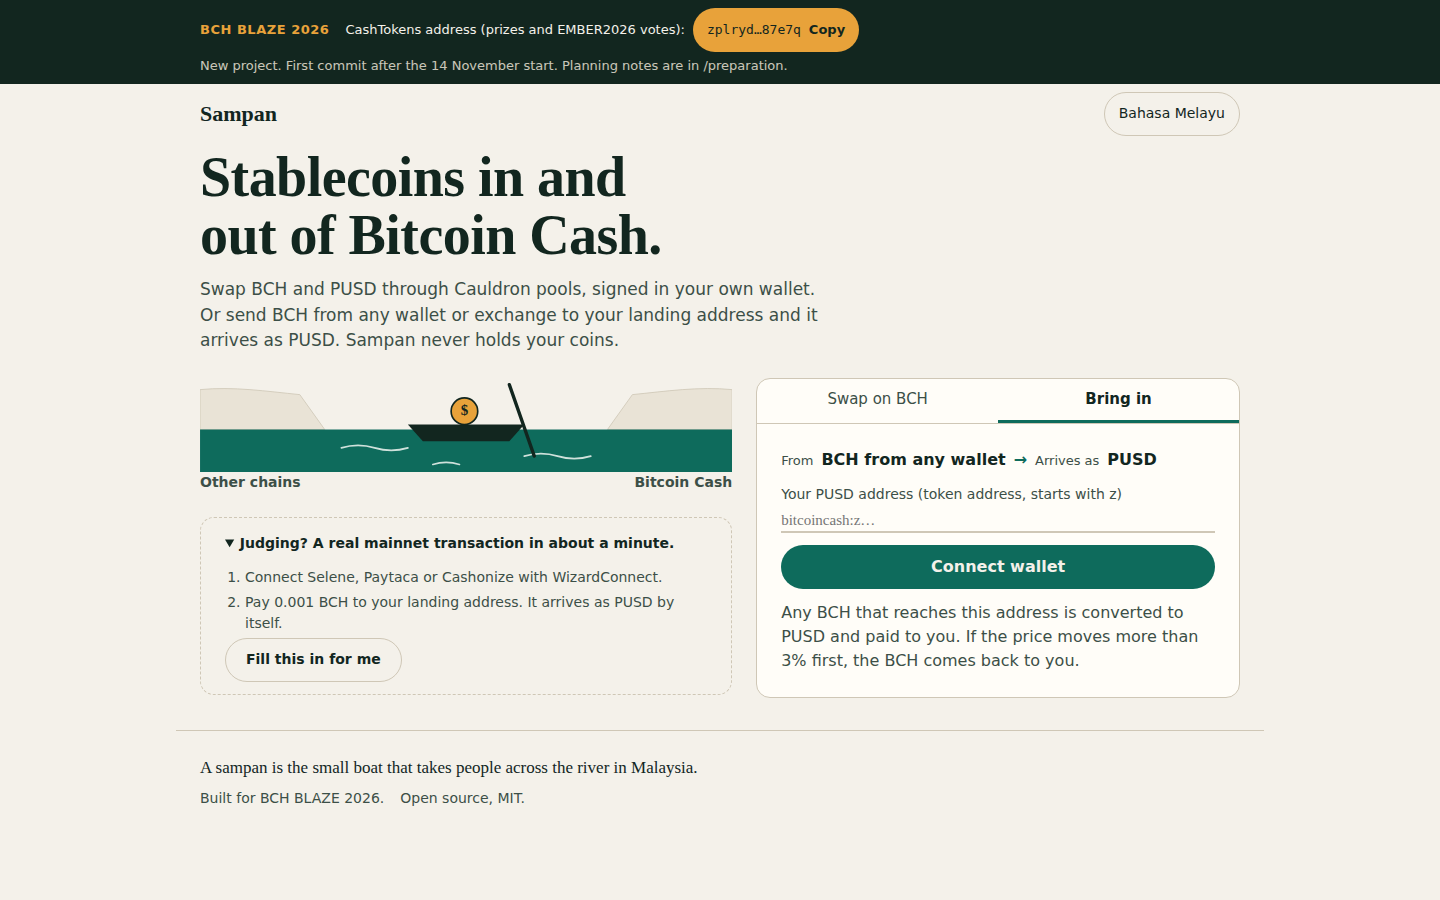 BCH BLAZE 2026 CashTokens address (prizes and EMBER2026 votes): zplryd…87e7q Copy
New project. First commit after the 14 November start. Planning notes are in /preparation.
Sampan
Bahasa Melayu
Stablecoins in and
out of Bitcoin Cash.
Swap BCH and PUSD through Cauldron pools, signed in your own wallet.
Or send BCH from any wallet or exchange to your landing address and it
arrives as PUSD. Sampan never holds your coins.
$
Other chains
Bitcoin Cash
▼ Judging? A real mainnet transaction in about a minute.
1. Connect Selene, Paytaca or Cashonize with WizardConnect.
2. Pay 0.001 BCH to your landing address. It arrives as PUSD by
itself.
Fill this in for me
Swap on BCH
Bring in
From BCH from any wallet → Arrives as PUSD
Your PUSD address (token address, starts with z)
bitcoincash:z…
Connect wallet
Any BCH that reaches this address is converted to
PUSD and paid to you. If the price moves more than
3% first, the BCH comes back to you.
A sampan is the small boat that takes people across the river in Malaysia.
Built for BCH BLAZE 2026. Open source, MIT.